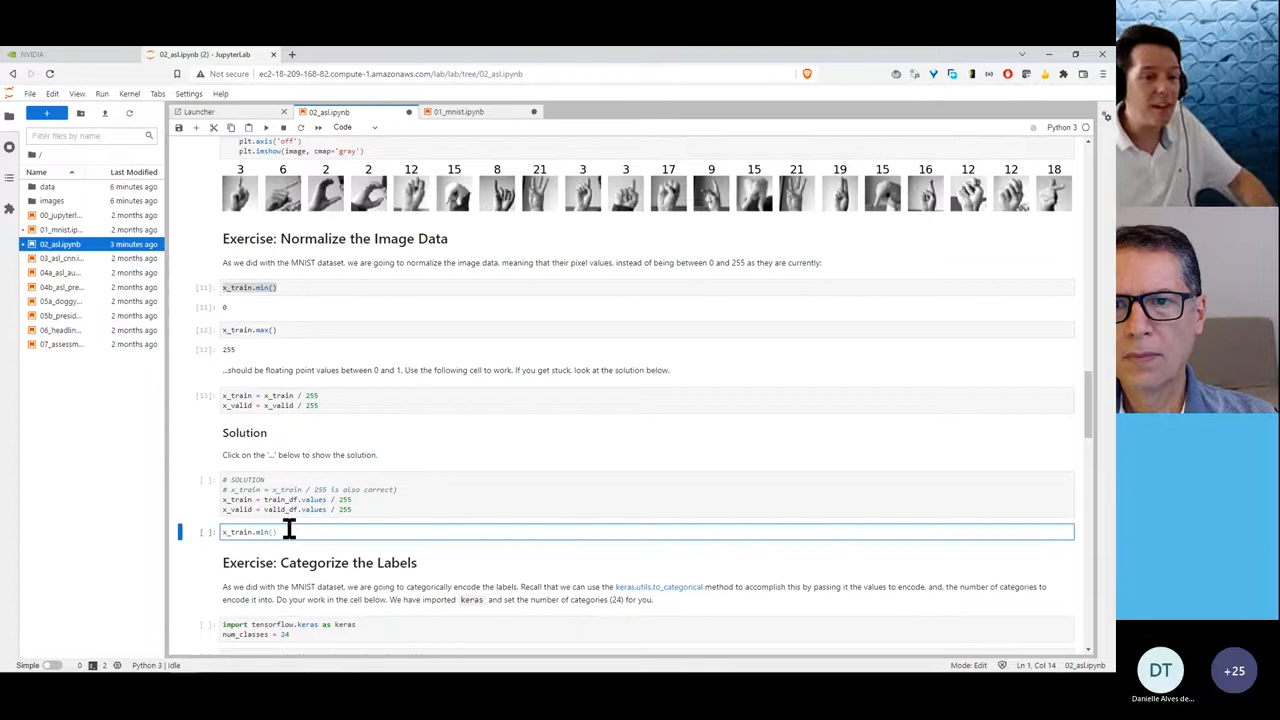 NVIDIA
02_asl.ipynb (2) - JupyterLab
Not secure
ec2-18-209-168-82.compute-1.amazonaws.com/lab/lab/tree/02_asl.ipynb
File Edit View Run Kernel Tabs Settings Help
Launcher
02_asl.ipynb
01_mnist.ipynb
Code
Python 3
Filter files by name
/
Name Last Modified
data 6 minutes ago
images 6 minutes ago
00_jupyterl... 2 months ago
01_mnist.ip... 2 months ago
02_asl.ipynb 3 minutes ago
03_asl_cnn.i... 2 months ago
04a_asl_au... 2 months ago
04b_asl_pre... 2 months ago
05a_doggy... 2 months ago
05b_presid... 2 months ago
06_headlin... 2 months ago
07_assessm... 2 months ago
plt.axis('off')
plt.imshow(image, cmap='gray')
3 6 2 2 12 15 8 21 3 3 17 9 15 21 19 15 16 12 12 18
Exercise: Normalize the Image Data
As we did with the MNIST dataset, we are going to normalize the image data, meaning that their pixel values, instead of being between 0 and 255 as they are currently:
[11]: x_train.min()
[11]: 0
[12]: x_train.max()
[12]: 255
...should be floating point values between 0 and 1. Use the following cell to work. If you get stuck, look at the solution below.
[13]: x_train = x_train / 255
x_valid = x_valid / 255
Solution
Click on the '...' below to show the solution.
[ ]: # SOLUTION
# x_train = x_train / 255 is also correct)
x_train = train_df.values / 255
x_valid = valid_df.values / 255
[ ]: x_train.min()
Exercise: Categorize the Labels
As we did with the MNIST dataset, we are going to categorically encode the labels. Recall that we can use the keras.utils.to_categorical method to accomplish this by passing it the values to encode, and, the number of categories to
encode it into. Do your work in the cell below. We have imported keras and set the number of categories (24) for you.
[ ]: import tensorflow.keras as keras
num_classes = 24
Simple 0 2 Python 3 | Idle
Mode: Edit Ln 1, Col 14 02_asl.ipynb
DT
Danielle Alves de...
+25